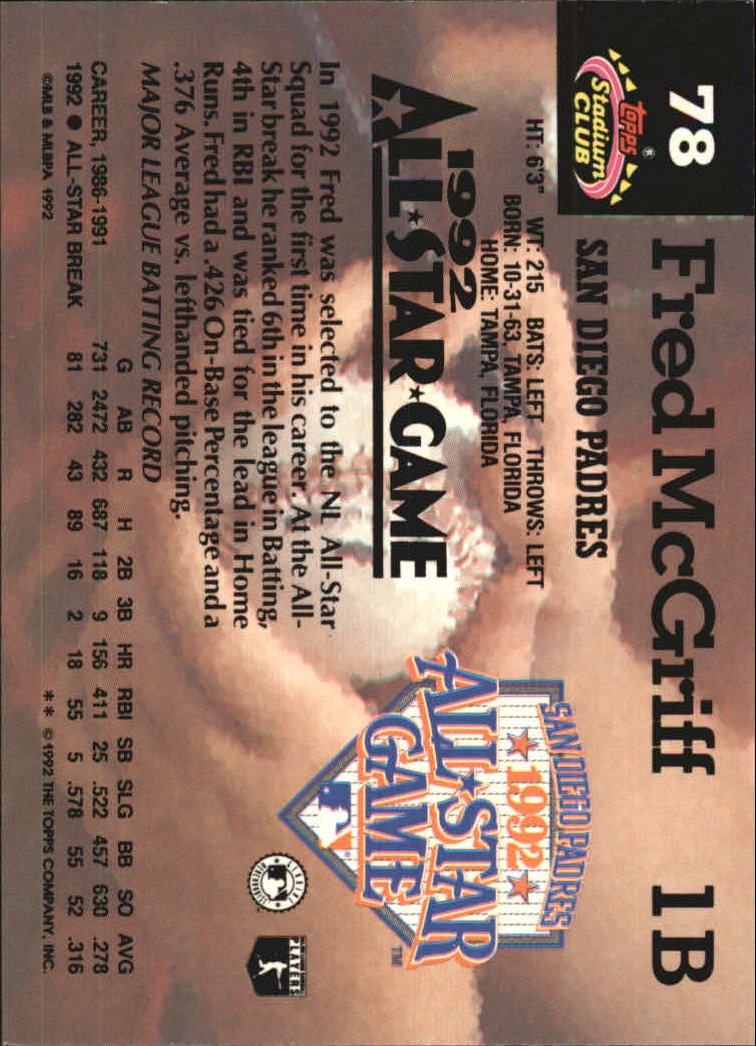 78
Fred McGriff 1B
Topps®
Stadium
CLUB
SAN DIEGO PADRES
HT: 6'3" WT: 215 BATS: LEFT THROWS: LEFT
BORN: 10-31-63, TAMPA, FLORIDA
HOME: TAMPA, FLORIDA
1992
ALL★STAR★GAME
SAN DIEGO PADRES
★1992★
ALL★STAR
GAME
TM
In 1992 Fred was selected to the NL All-Star
Squad for the first time in his career. At the All-
Star break he ranked 6th in the league in Batting,
4th in RBI and was tied for the lead in Home
Runs. Fred had a .426 On-Base Percentage and a
.376 Average vs. lefthanded pitching.
PLAYERS
MAJOR LEAGUE BATTING RECORD
G AB R H 2B 3B HR RBI SB SLG BB SO AVG
CAREER, 1986-1991 731 2472 432 687 118 9 156 411 25 .522 457 630 .278
1992 ● ALL-STAR BREAK 81 282 43 89 16 2 18 55 5 .578 55 52 .316
©MLB & MLBPA 1992 ** © 1992 THE TOPPS COMPANY, INC.